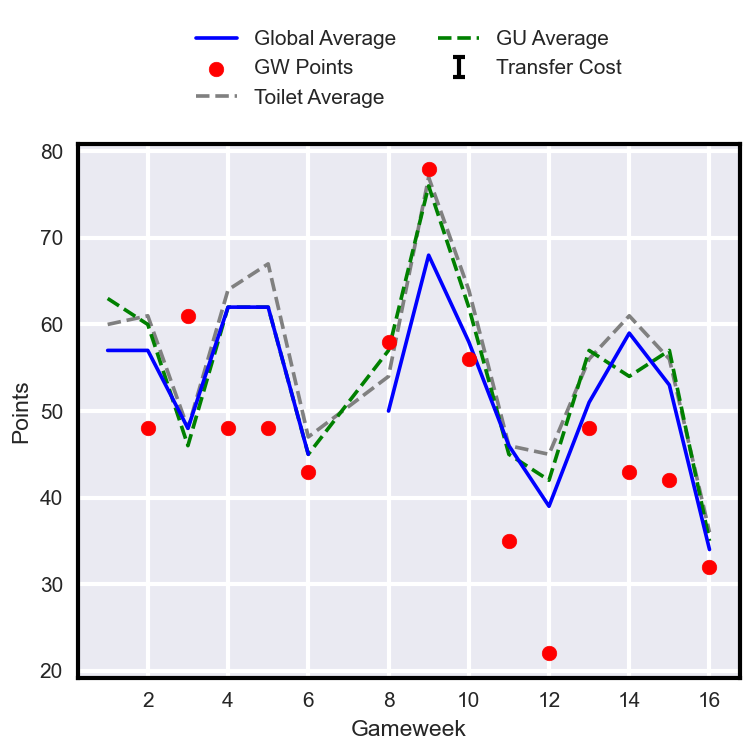 Global Average
GW Points
Toilet Average
GU Average
Transfer Cost
80
70
60
50
40
30
20
Points
2 4 6 8 10 12 14 16
Gameweek